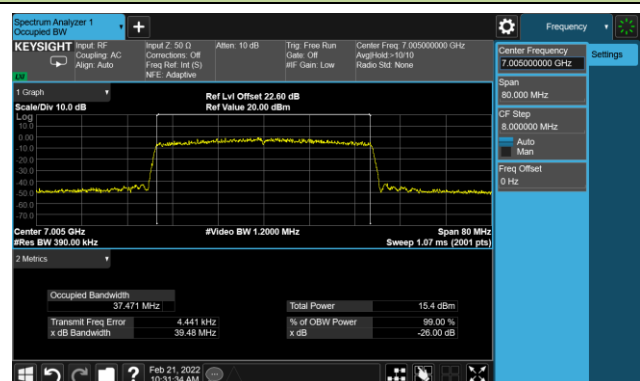 Spectrum Analyzer 1
Occupied BW
+
Frequency
KEYSIGHT Input: RF
Coupling: AC
Align: Auto
Input Z: 50 Ω
Corrections: Off
Freq Ref: Int (S)
NFE: Adaptive
Atten: 10 dB
Trig: Free Run
Gate: Off
#IF Gain: Low
Center Freq: 7.005000000 GHz
Avg|Hold:>10/10
Radio Std: None
LVI
Center Frequency
7.005000000 GHz
Settings
Span
80.000 MHz
CF Step
8.000000 MHz
Auto
Man
Freq Offset
0 Hz
1 Graph
Scale/Div 10.0 dB
Ref Lvl Offset 22.60 dB
Ref Value 20.00 dBm
Log
10.0
0.00
-10.0
-20.0
-30.0
-40.0
-50.0
-60.0
-70.0
Center 7.005 GHz
#Res BW 390.00 kHz
#Video BW 1.2000 MHz
Span 80 MHz
Sweep 1.07 ms (2001 pts)
2 Metrics
Occupied Bandwidth
37.471 MHz
Total Power 15.4 dBm
Transmit Freq Error 4.441 kHz
% of OBW Power 99.00 %
x dB Bandwidth 39.48 MHz
x dB -26.00 dB
?
Feb 21, 2022
10:31:34 AM